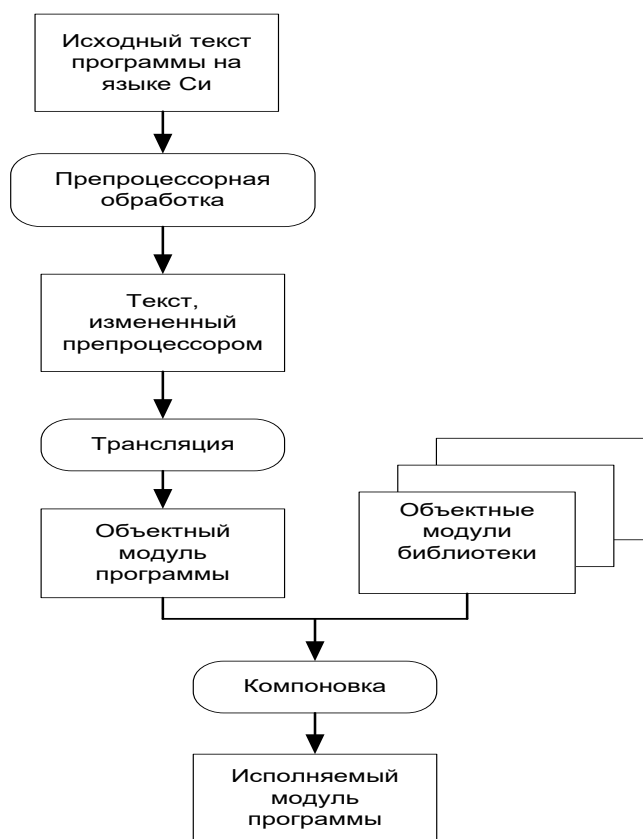 Исходный текст
программы на
языке Си
Препроцессорная
обработка
Текст,
измененный
препроцессором
Трансляция
Объектный
модуль
программы
Объектные
модули
библиотеки
Компоновка
Исполняемый
модуль
программы